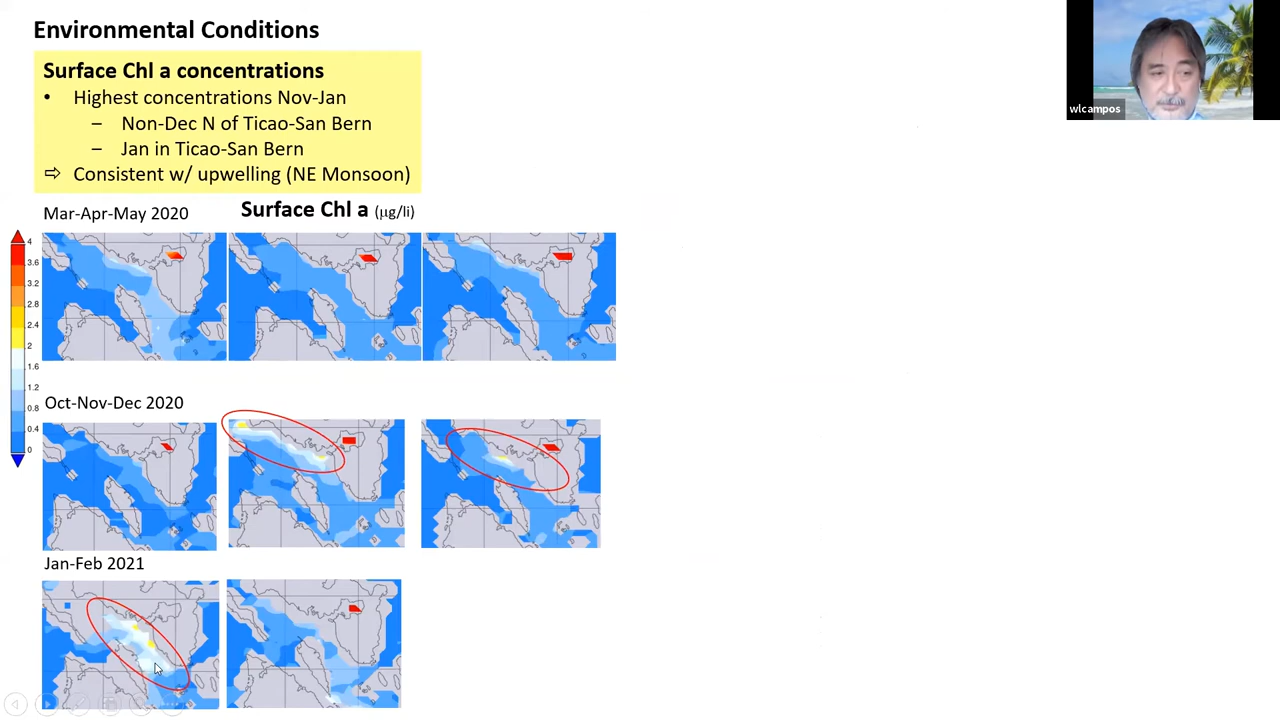 Environmental Conditions
Surface Chl a concentrations
• Highest concentrations Nov-Jan
– Non-Dec N of Ticao-San Bern
– Jan in Ticao-San Bern
⇨ Consistent w/ upwelling (NE Monsoon)
wlcampos
Mar-Apr-May 2020
Surface Chl a (µg/li)
4
3.6
3.2
2.8
2.4
2
1.6
1.2
0.8
0.4
0
Oct-Nov-Dec 2020
Jan-Feb 2021